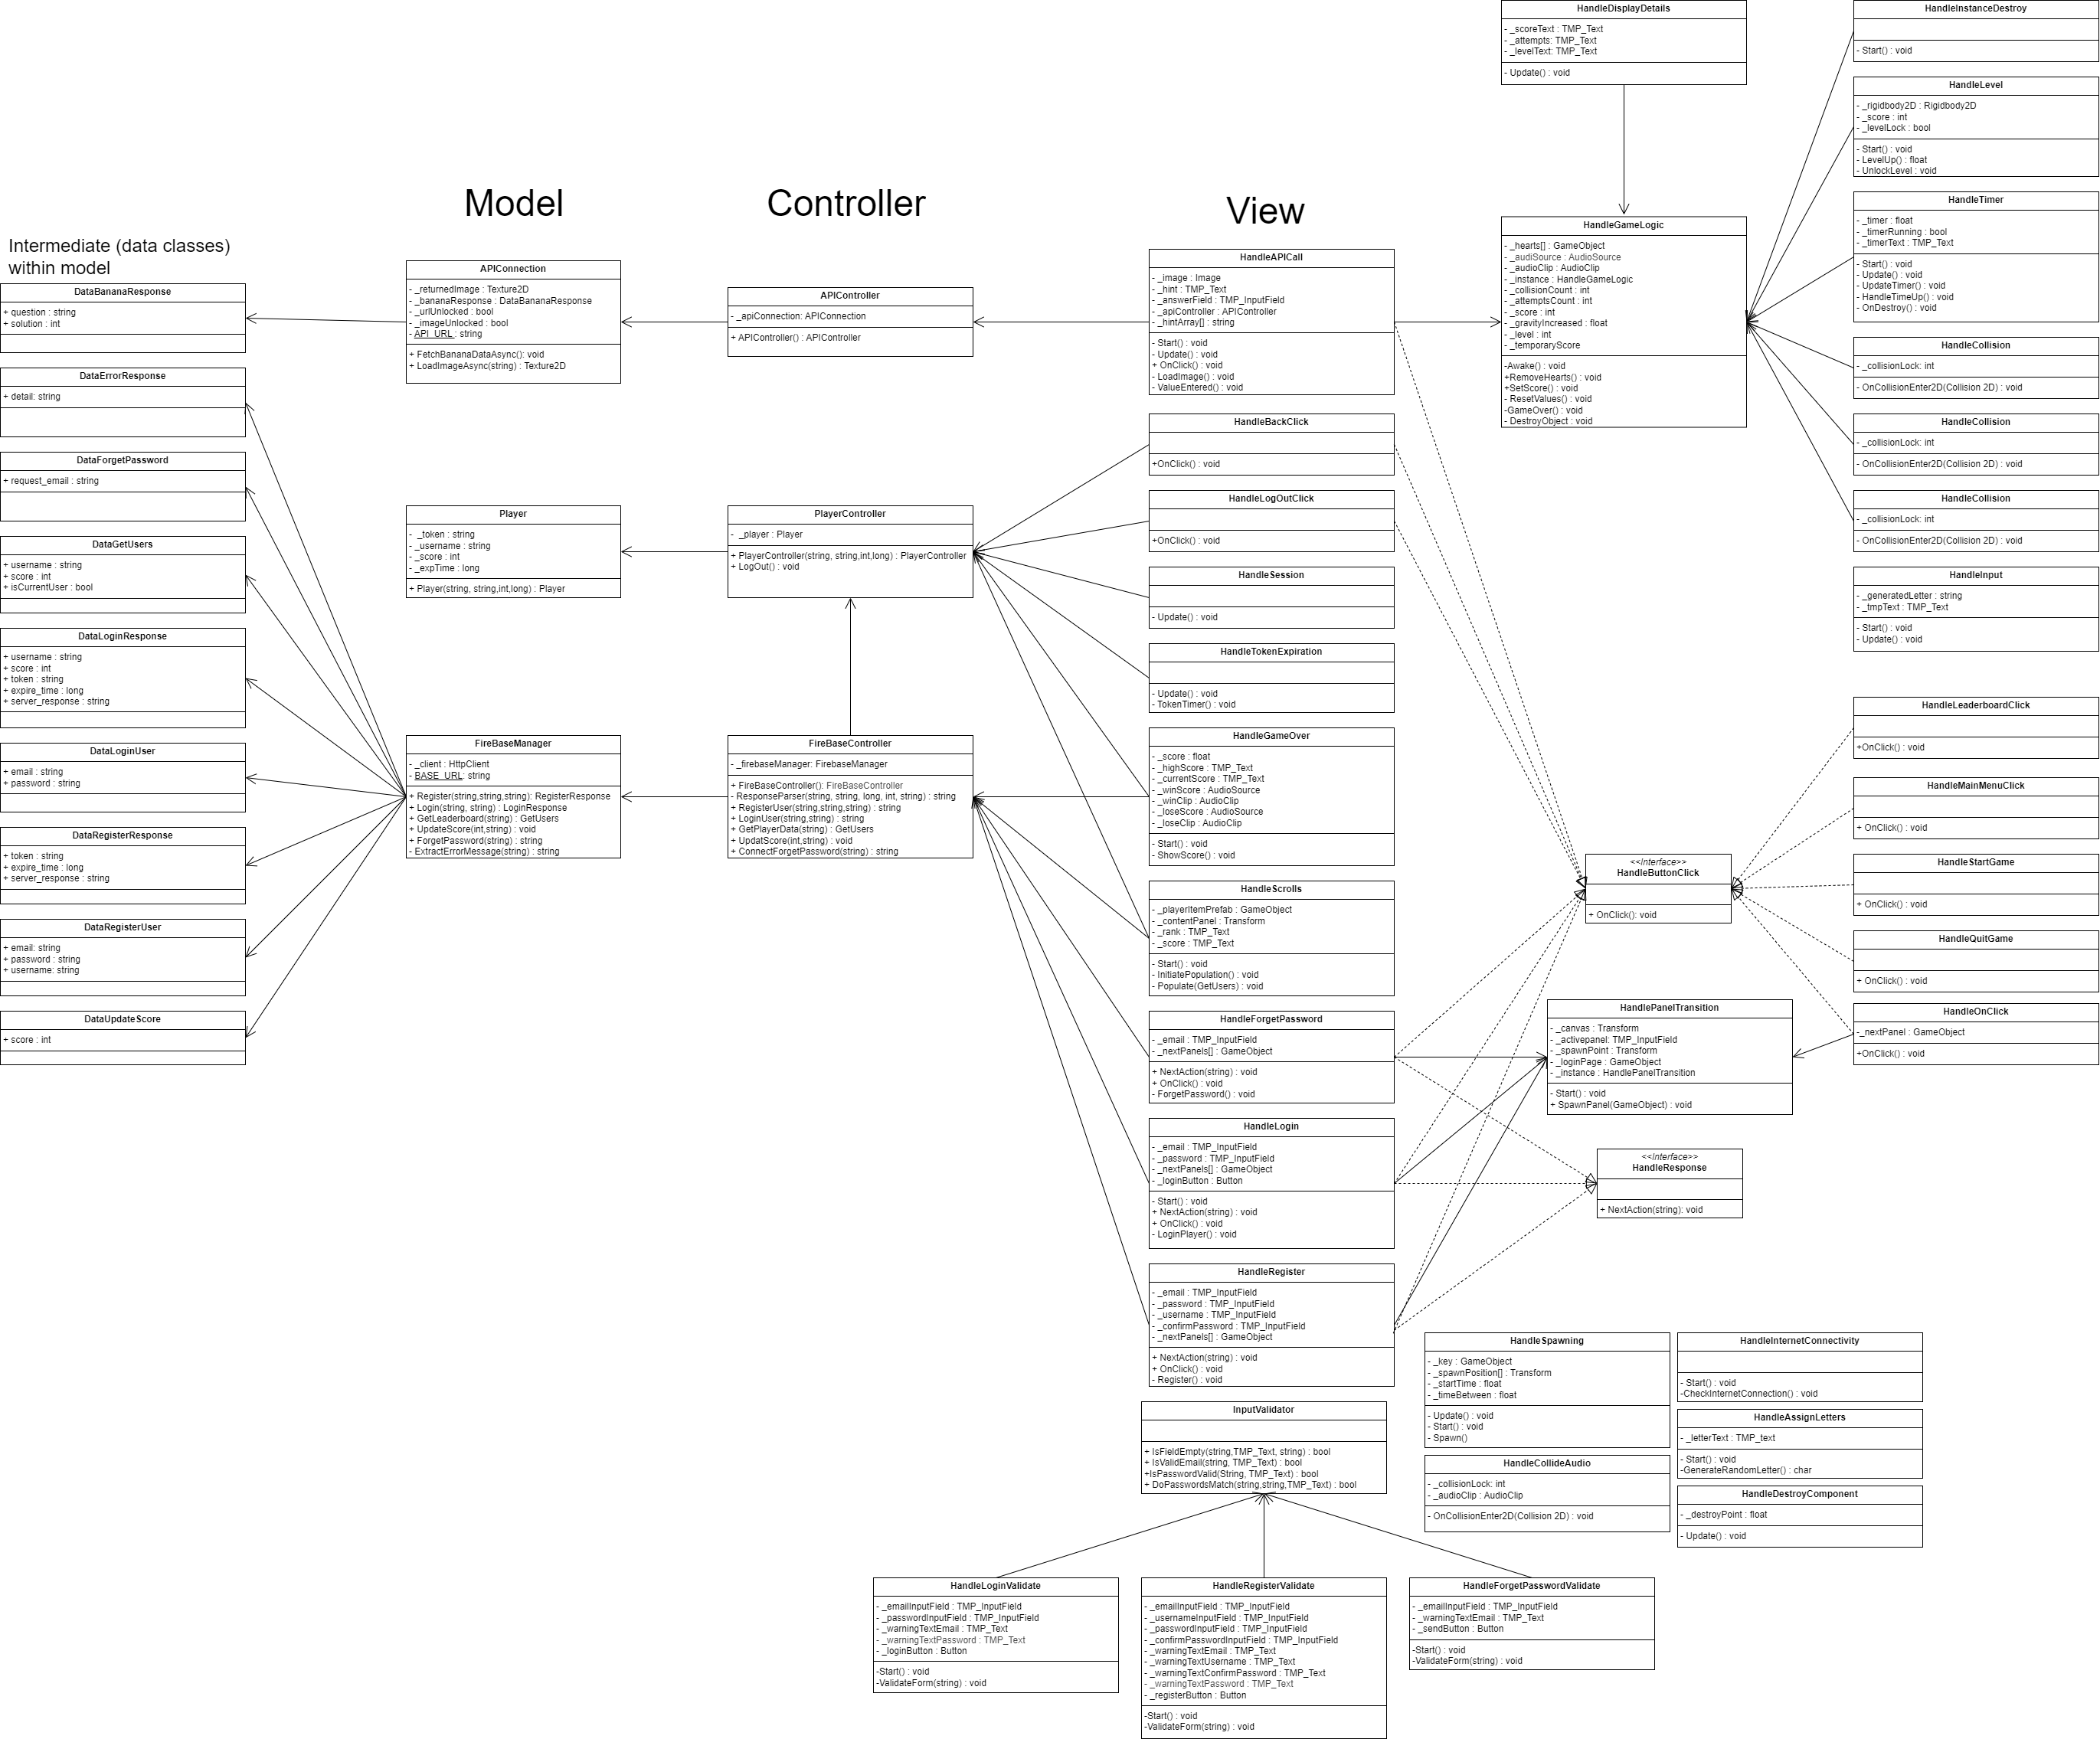 Model
Controller
View
Intermediate (data classes)
within model
DataBananaResponse
+ question : string
+ solution : int
DataErrorResponse
+ detail: string
DataForgetPassword
+ request_email : string
DataGetUsers
+ username : string
+ score : int
+ isCurrentUser : bool
DataLoginResponse
+ username : string
+ score : int
+ token : string
+ expire_time : long
+ server_response : string
DataLoginUser
+ email : string
+ password : string
DataRegisterResponse
+ token : string
+ expire_time : long
+ server_response : string
DataRegisterUser
+ email: string
+ password : string
+ username: string
DataUpdateScore
+ score : int
APIConnection
- _returnedImage : Texture2D
- _bananaResponse : DataBananaResponse
- _urlUnlocked : bool
- _imageUnlocked : bool
- API_URL: string
+ FetchBananaDataAsync(): void
+ LoadImageAsync(string) : Texture2D
Player
- _token : string
- _username : string
- _score : int
- _expTime : long
+ Player(string, string,int,long) : Player
FireBaseManager
- _client : HttpClient
- BASE_URL: string
+ Register(string,string,string): RegisterResponse
+ Login(string, string) : LoginResponse
+ GetLeaderboard(string) : GetUsers
+ UpdateScore(int,string) : void
+ ForgetPassword(string) : string
- ExtractErrorMessage(string) : string
APIController
- _apiConnection: APIConnection
+ APIController() : APIController
PlayerController
- _player : Player
+ PlayerController(string, string,int,long) : PlayerController
+ LogOut() : void
FireBaseController
- _firebaseManager: FirebaseManager
+ FireBaseController(): FireBaseController
- ResponseParser(string, string, long, int, string) : string
+ RegisterUser(string,string,string) : string
+ LoginUser(string,string) : string
+ GetPlayerData(string) : GetUsers
+ UpdatScore(int,string) : void
+ ConnectForgetPassword(string) : string
HandleAPICall
- _image : Image
- _hint : TMP_Text
- _answerField : TMP_InputField
- _apiController : APIController
- _hintArray[] : string
- Start() : void
- Update() : void
+ OnClick() : void
- LoadImage() : void
- ValueEntered() : void
HandleBackClick
+OnClick() : void
HandleLogOutClick
+OnClick() : void
HandleSession
- Update() : void
HandleTokenExpiration
- Update() : void
- TokenTimer() : void
HandleGameOver
- _score : float
- _highScore : TMP_Text
- _currentScore : TMP_Text
- _winScore : AudioSource
- _winClip : AudioClip
- _loseScore : AudioSource
- _loseClip : AudioClip
- Start() : void
- ShowScore() : void
HandleScrolls
- _playerItemPrefab : GameObject
- _contentPanel : Transform
- _rank : TMP_Text
- _score : TMP_Text
- Start() : void
- InitiatePopulation() : void
- Populate(GetUsers) : void
HandleForgetPassword
- _email : TMP_InputField
- _nextPanels[] : GameObject
+ NextAction(string) : void
+ OnClick() : void
- ForgetPassword() : void
HandleLogin
- _email : TMP_InputField
- _password : TMP_InputField
- _nextPanels[] : GameObject
- _loginButton : Button
- Start() : void
+ NextAction(string) : void
+ OnClick() : void
- LoginPlayer() : void
HandleRegister
- _email : TMP_InputField
- _password : TMP_InputField
- _username : TMP_InputField
- _confirmPassword : TMP_InputField
- _nextPanels[] : GameObject
+ NextAction(string) : void
+ OnClick() : void
- Register() : void
InputValidator
+ IsFieldEmpty(string,TMP_Text, string) : bool
+ IsValidEmail(string, TMP_Text) : bool
+IsPasswordValid(String, TMP_Text) : bool
+ DoPasswordsMatch(string,string,TMP_Text) : bool
HandleLoginValidate
- _emailInputField : TMP_InputField
- _passwordInputField : TMP_InputField
- _warningTextEmail : TMP_Text
- _warningTextPassword : TMP_Text
- _loginButton : Button
-Start() : void
-ValidateForm(string) : void
HandleRegisterValidate
- _emailInputField : TMP_InputField
- _usernameInputField : TMP_InputField
- _passwordInputField : TMP_InputField
- _confirmPasswordInputField : TMP_InputField
- _warningTextEmail : TMP_Text
- _warningTextUsername : TMP_Text
- _warningTextConfirmPassword : TMP_Text
- _warningTextPassword : TMP_Text
- _registerButton : Button
-Start() : void
-ValidateForm(string) : void
HandleForgetPasswordValidate
- _emailInputField : TMP_InputField
- _warningTextEmail : TMP_Text
- _sendButton : Button
-Start() : void
-ValidateForm(string) : void
HandleDisplayDetails
- _scoreText : TMP_Text
- _attempts: TMP_Text
- _levelText: TMP_Text
- Update() : void
HandleGameLogic
- _hearts[] : GameObject
- _audiSource : AudioSource
- _audioClip : AudioClip
- _instance : HandleGameLogic
- _collisionCount : int
- _attemptsCount : int
- _score : int
- _gravityIncreased : float
- _level : int
- _temporaryScore
-Awake() : void
+RemoveHearts() : void
+SetScore() : void
- ResetValues() : void
-GameOver() : void
- DestroyObject : void
HandleInstanceDestroy
- Start() : void
HandleLevel
- _rigidbody2D : Rigidbody2D
- _score : int
- _levelLock : bool
- Start() : void
- LevelUp() : float
- UnlockLevel : void
HandleTimer
- _timer : float
- _timerRunning : bool
- _timerText : TMP_Text
- Start() : void
- Update() : void
- UpdateTimer() : void
- HandleTimeUp() : void
- OnDestroy() : void
HandleCollision
- _collisionLock: int
- OnCollisionEnter2D(Collision 2D) : void
HandleCollision
- _collisionLock: int
- OnCollisionEnter2D(Collision 2D) : void
HandleCollision
- _collisionLock: int
- OnCollisionEnter2D(Collision 2D) : void
HandleInput
- _generatedLetter : string
- _tmpText : TMP_Text
- Start() : void
- Update() : void
HandleLeaderboardClick
+OnClick() : void
HandleMainMenuClick
+ OnClick() : void
HandleStartGame
+ OnClick() : void
HandleQuitGame
+ OnClick() : void
HandleOnClick
-_nextPanel : GameObject
+OnClick() : void
<<Interface>>
HandleButtonClick
+ OnClick(): void
HandlePanelTransition
- _canvas : Transform
- _activepanel: TMP_InputField
- _spawnPoint : Transform
- _loginPage : GameObject
- _instance : HandlePanelTransition
- Start() : void
+ SpawnPanel(GameObject) : void
<<Interface>>
HandleResponse
+ NextAction(string): void
HandleSpawning
- _key : GameObject
- _spawnPosition[] : Transform
- _startTime : float
- _timeBetween : float
- Update() : void
- Start() : void
- Spawn()
HandleCollideAudio
- _collisionLock: int
- _audioClip : AudioClip
- OnCollisionEnter2D(Collision 2D) : void
HandleInternetConnectivity
- Start() : void
-CheckInternetConnection() : void
HandleAssignLetters
- _letterText : TMP_text
- Start() : void
-GenerateRandomLetter() : char
HandleDestroyComponent
- _destroyPoint : float
- Update() : void